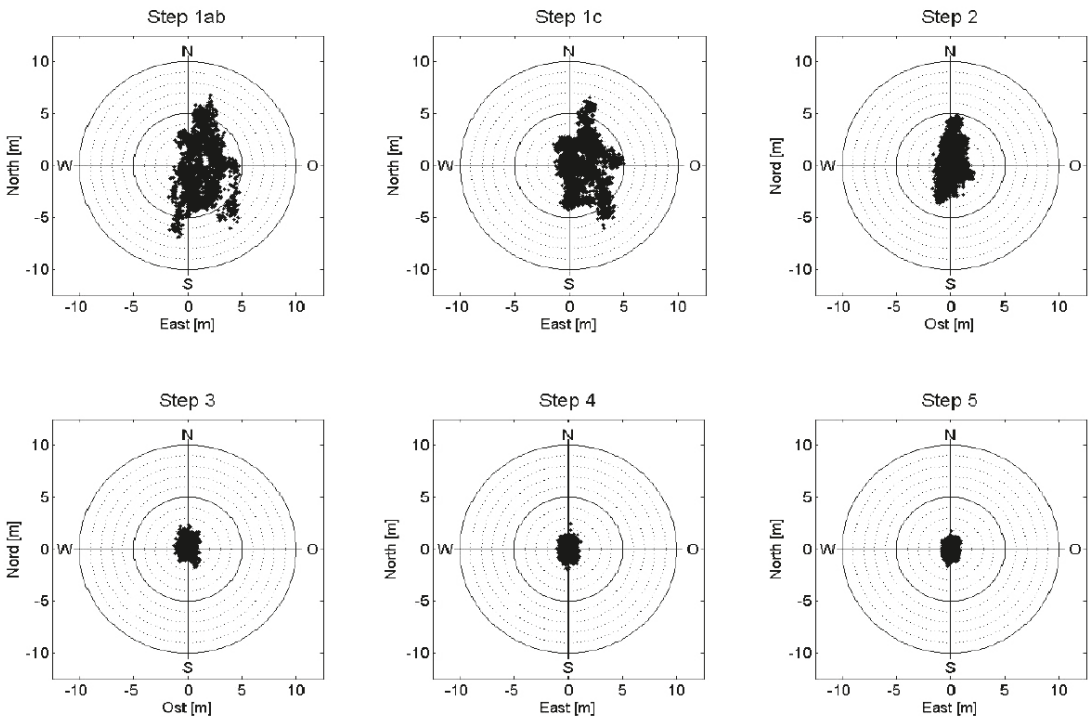 Step 1ab
N
10
5
North [m]
W
0
O
-5
-10
S
-10 -5 0 5 10
East [m]
Step 1c
N
10
5
North [m]
W
0
O
-5
-10
S
-10 -5 0 5 10
East [m]
Step 2
N
10
5
Nord [m]
W
0
O
-5
-10
S
-10 -5 0 5 10
Ost [m]
Step 3
N
10
5
Nord [m]
W
0
O
-5
-10
S
-10 -5 0 5 10
Ost [m]
Step 4
N
10
5
North [m]
W
0
O
-5
-10
S
-10 -5 0 5 10
East [m]
Step 5
N
10
5
North [m]
W
0
O
-5
-10
S
-10 -5 0 5 10
East [m]